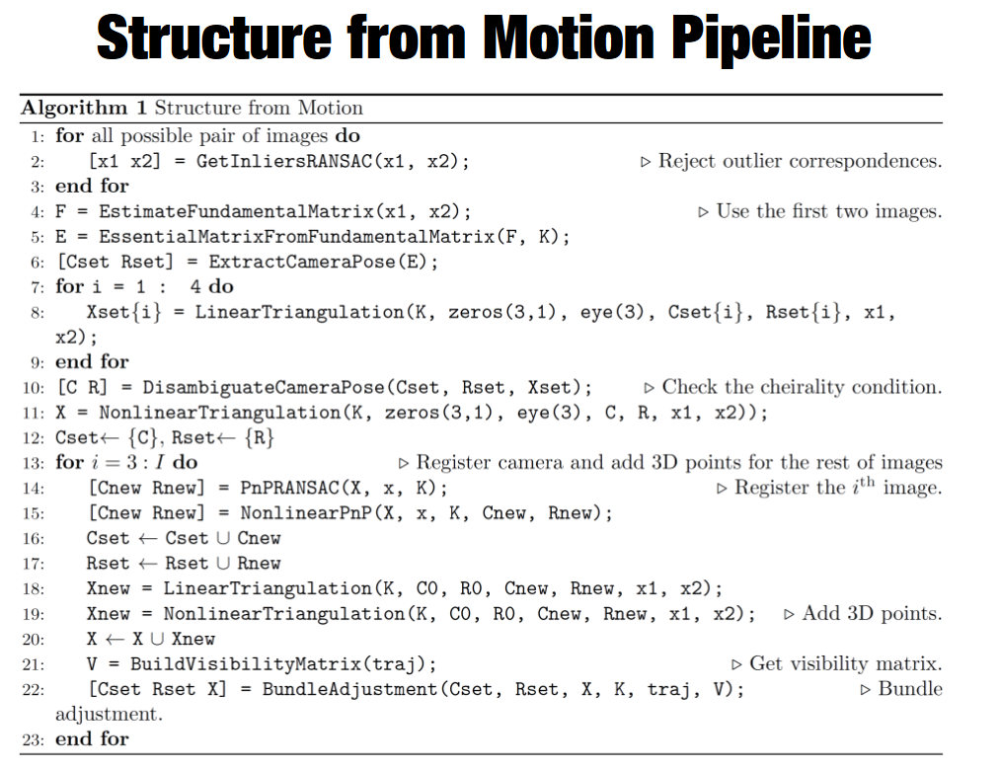 Structure from Motion Pipeline
Algorithm 1 Structure from Motion
1: for all possible pair of images do
2: [x1 x2] = GetInliersRANSAC(x1, x2); ▷ Reject outlier correspondences.
3: end for
4: F = EstimateFundamentalMatrix(x1, x2); ▷ Use the first two images.
5: E = EssentialMatrixFromFundamentalMatrix(F, K);
6: [Cset Rset] = ExtractCameraPose(E);
7: for i = 1 : 4 do
8: Xset{i} = LinearTriangulation(K, zeros(3,1), eye(3), Cset{i}, Rset{i}, x1,
x2);
9: end for
10: [C R] = DisambiguateCameraPose(Cset, Rset, Xset); ▷ Check the cheirality condition.
11: X = NonlinearTriangulation(K, zeros(3,1), eye(3), C, R, x1, x2));
12: Cset← {C}, Rset← {R}
13: for i = 3 : I do ▷ Register camera and add 3D points for the rest of images
14: [Cnew Rnew] = PnPRANSAC(X, x, K); ▷ Register the ith image.
15: [Cnew Rnew] = NonlinearPnP(X, x, K, Cnew, Rnew);
16: Cset ← Cset ∪ Cnew
17: Rset ← Rset ∪ Rnew
18: Xnew = LinearTriangulation(K, C0, R0, Cnew, Rnew, x1, x2);
19: Xnew = NonlinearTriangulation(K, C0, R0, Cnew, Rnew, x1, x2); ▷ Add 3D points.
20: X ← X ∪ Xnew
21: V = BuildVisibilityMatrix(traj); ▷ Get visibility matrix.
22: [Cset Rset X] = BundleAdjustment(Cset, Rset, X, K, traj, V); ▷ Bundle
adjustment.
23: end for